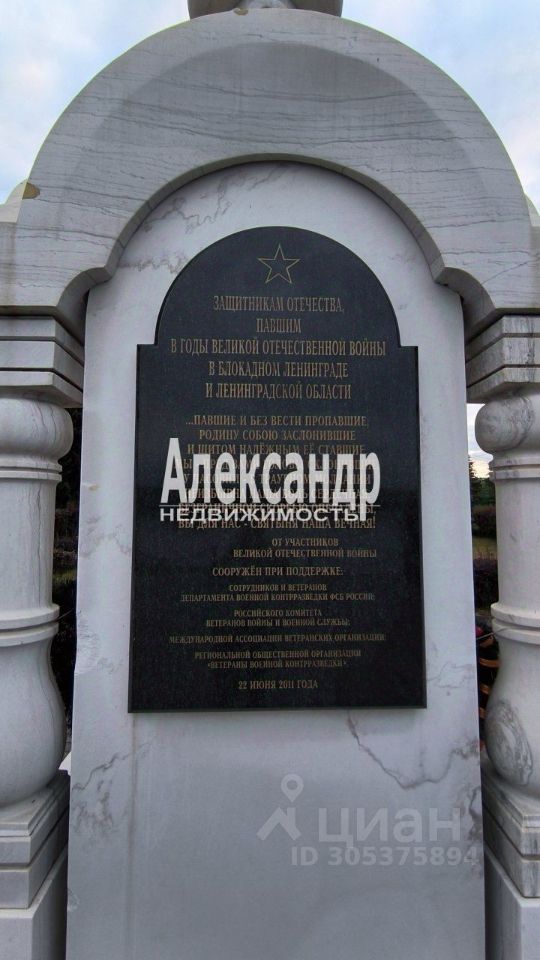 ЗАЩИТНИКАМ ОТЕЧЕСТВА,
ПАВШИМ
В ГОДЫ ВЕЛИКОЙ ОТЕЧЕСТВЕННОЙ ВОЙНЫ
В БЛОКАДНОМ ЛЕНИНГРАДЕ
И ЛЕНИНГРАДСКОЙ ОБЛАСТИ
...ПАВШИЕ И БЕЗ ВЕСТИ ПРОПАВШИЕ,
РОДИНУ СОБОЮ ЗАСЛОНИВШИЕ
И ЩИТОМ НАДЁЖНЫМ ЕЁ СТАВШИЕ,
Александр
НЕДВИЖИМОСТЬ
ВЫ ДЛЯ НАС - СВЯТЫНЯ НАША ВЕЧНАЯ!
ОТ УЧАСТНИКОВ
ВЕЛИКОЙ ОТЕЧЕСТВЕННОЙ ВОЙНЫ
СООРУЖЁН ПРИ ПОДДЕРЖКЕ:
СОТРУДНИКОВ И ВЕТЕРАНОВ
ДЕПАРТАМЕНТА ВОЕННОЙ КОНТРРАЗВЕДКИ ФСБ РОССИИ;
РОССИЙСКОГО КОМИТЕТА
ВЕТЕРАНОВ ВОЙНЫ И ВОЕННОЙ СЛУЖБЫ;
МЕЖДУНАРОДНОЙ АССОЦИАЦИИ ВЕТЕРАНСКИХ ОРГАНИЗАЦИЙ;
РЕГИОНАЛЬНОЙ ОБЩЕСТВЕННОЙ ОРГАНИЗАЦИИ
«ВЕТЕРАНЫ ВОЕННОЙ КОНТРРАЗВЕДКИ».
22 ИЮНЯ 2011 ГОДА
циан
ID 305375894